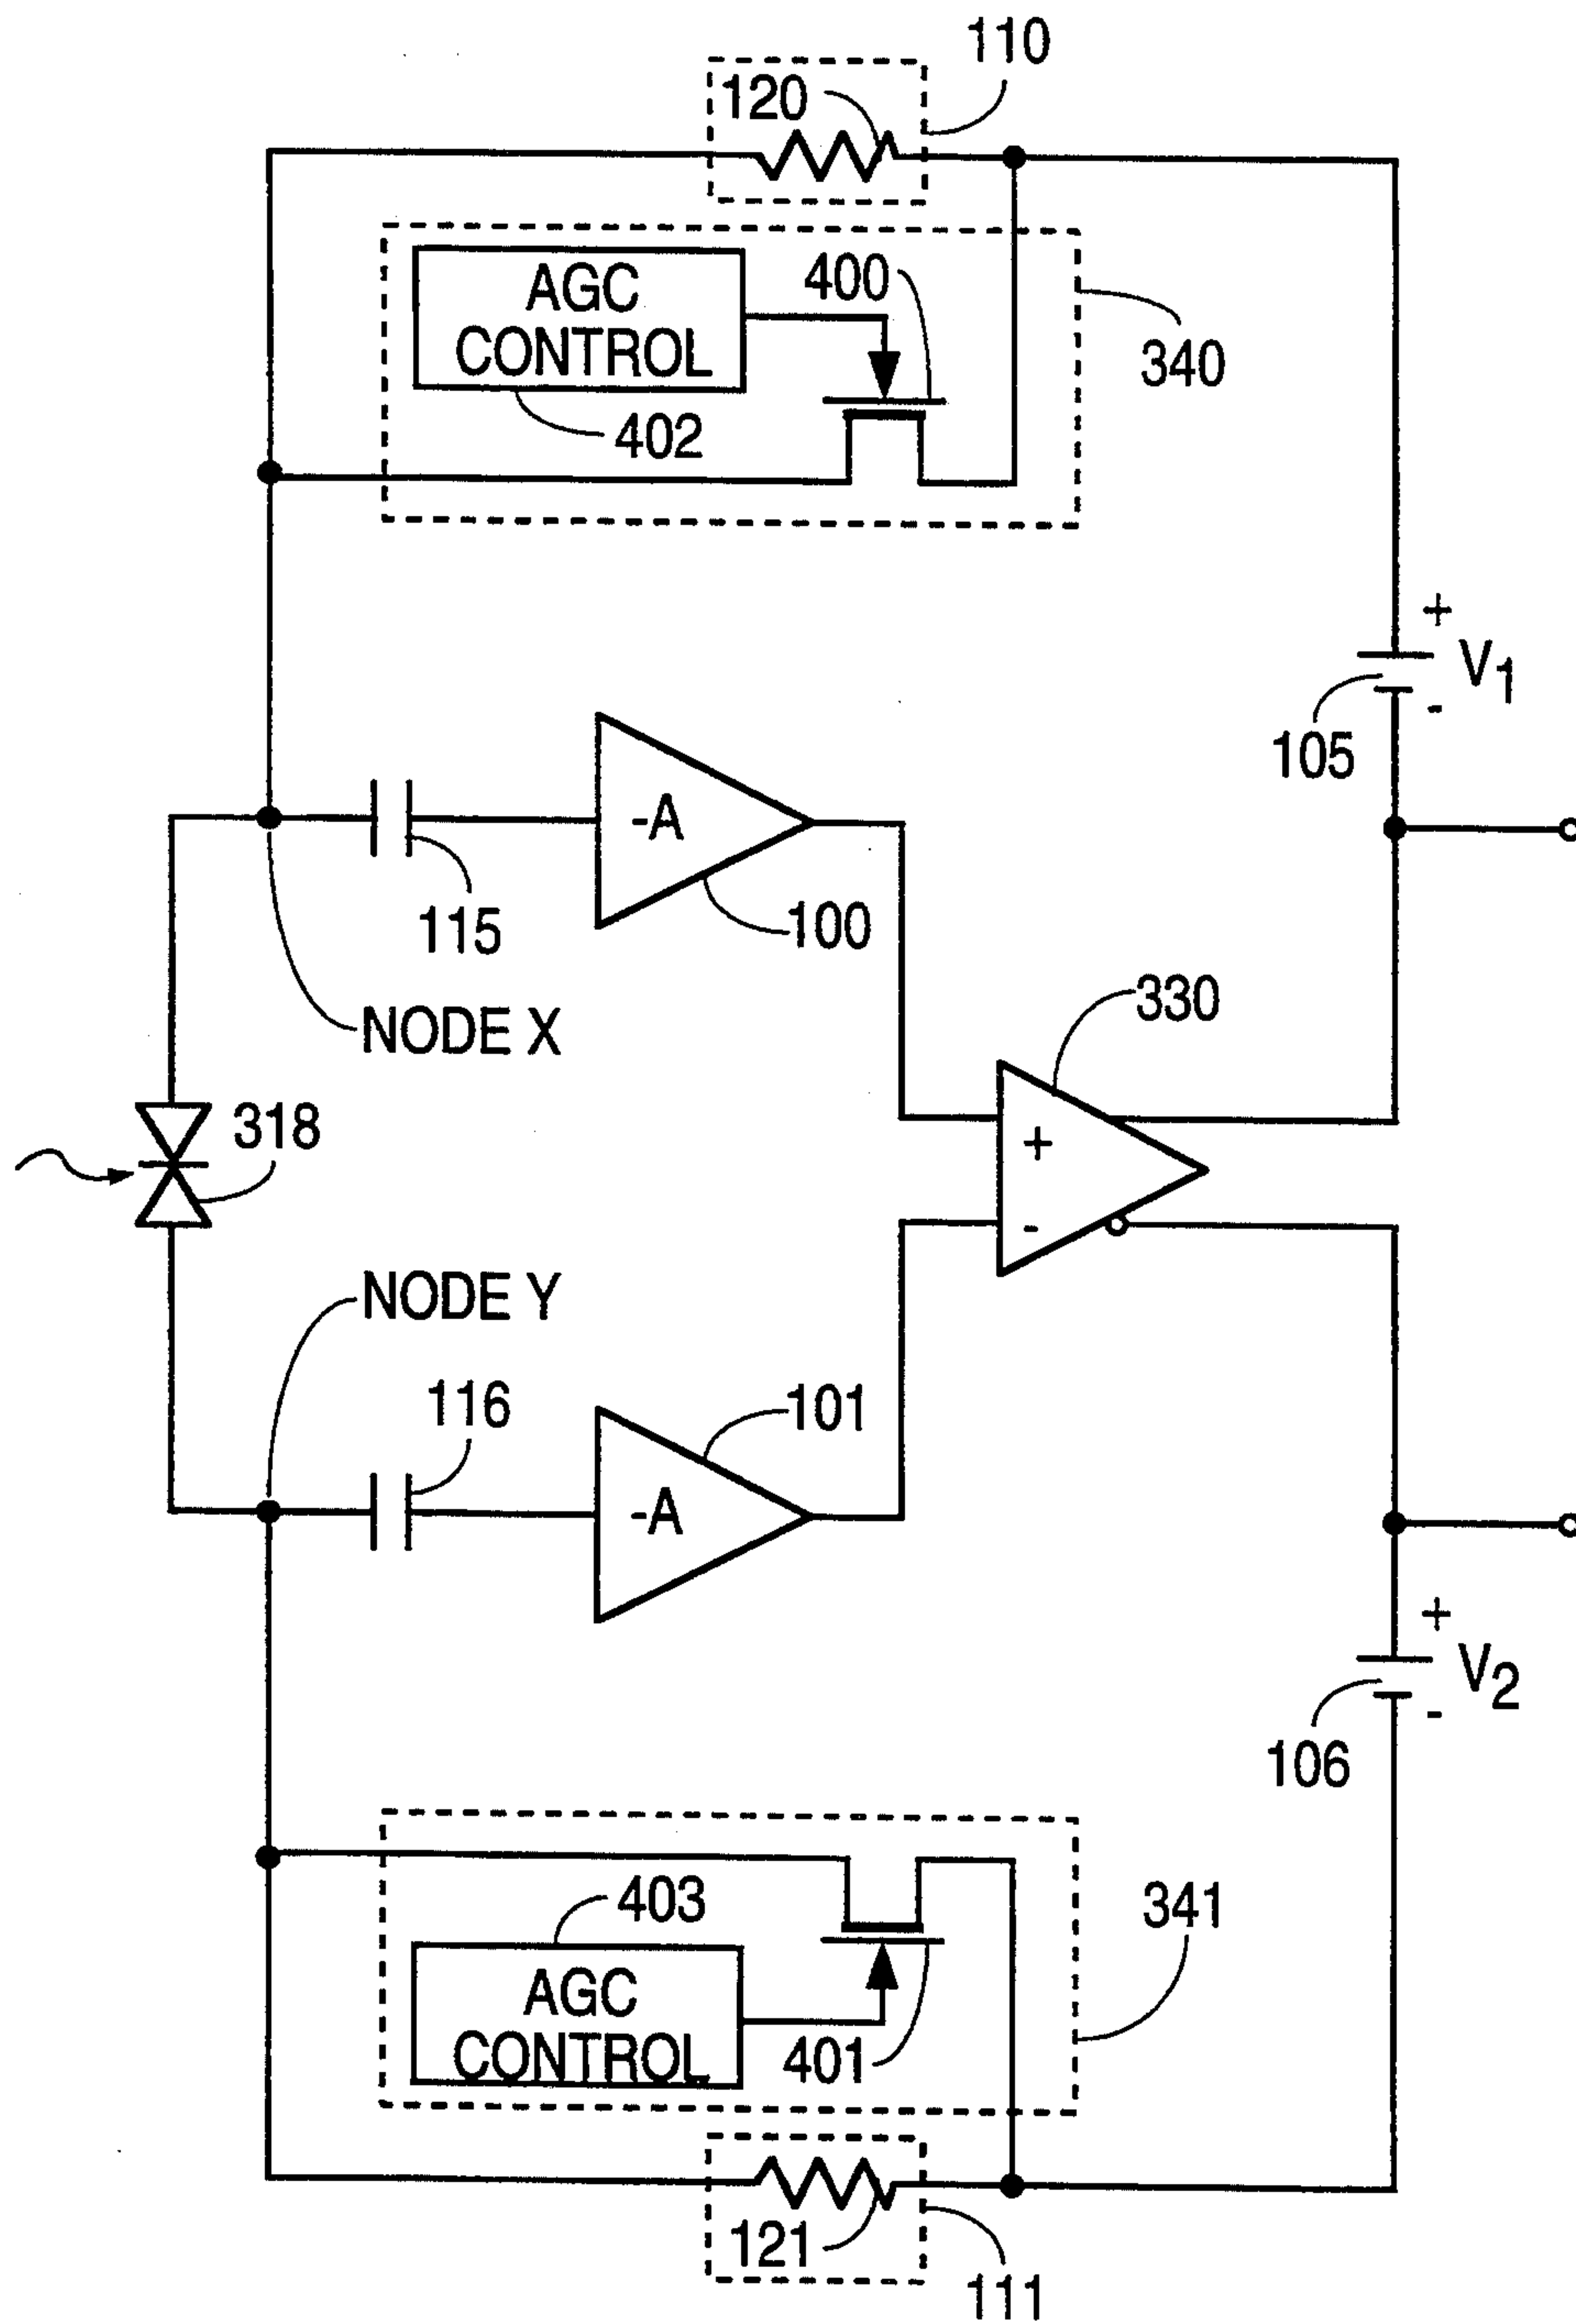 110
120
AGC
CONTROL
400
340
402
+
V1
-
105
-A
115
100
NODE X
330
318
+
-
NODE Y
116
101
-A
+
V2
-
106
403
341
AGC
CONTROL
401
121
111